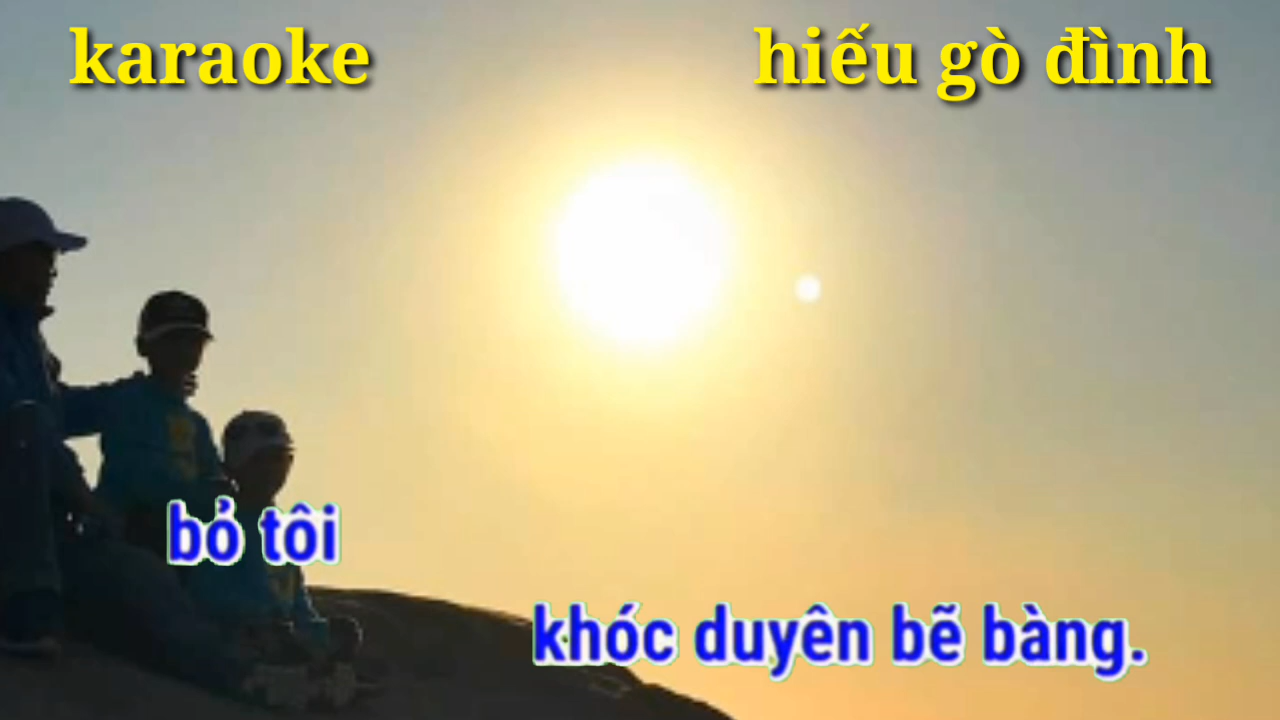 karaoke hiếu gò đình
bỏ tôi
khóc duyên bẽ bàng.